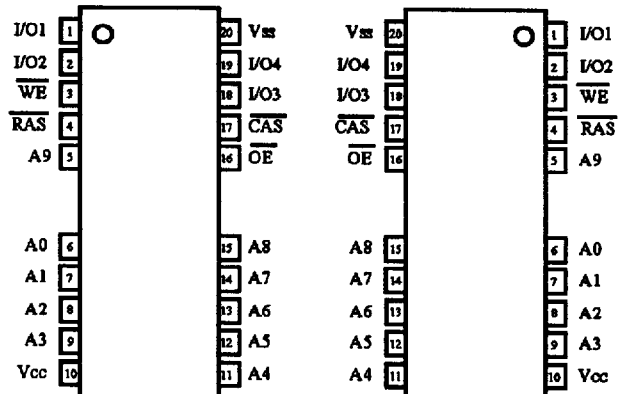 I/O1 1 20 Vss Vss 20 1 I/O1
I/O2 2 19 I/O4 I/O4 19 2 I/O2
WE 3 18 I/O3 I/O3 18 3 WE
RAS 4 17 CAS CAS 17 4 RAS
A9 5 16 OE OE 16 5 A9
A0 6 15 A8 A8 15 6 A0
A1 7 14 A7 A7 14 7 A1
A2 8 13 A6 A6 13 8 A2
A3 9 12 A5 A5 12 9 A3
Vcc 10 11 A4 A4 11 10 Vcc